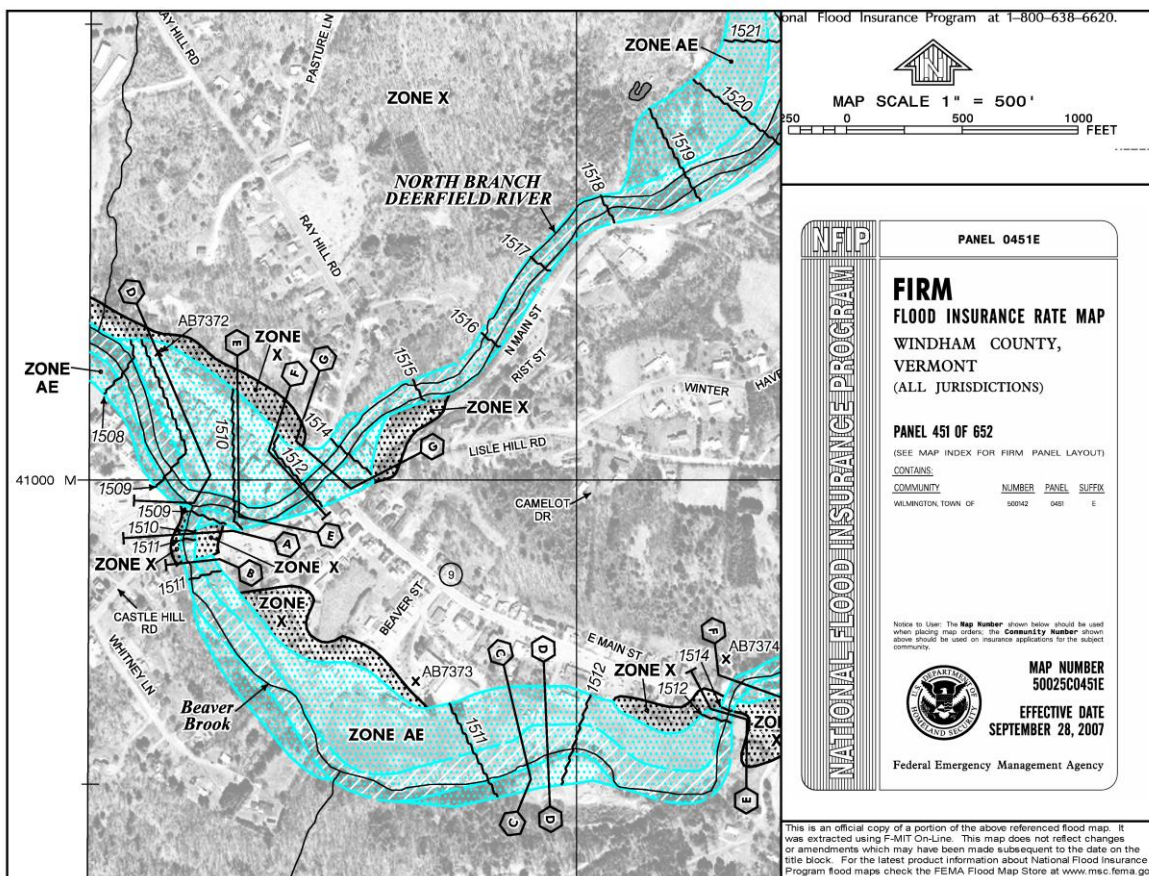 onal Flood Insurance Program at 1-800-638-6620.
MAP SCALE 1" = 500'
250 0 500 1000
FEET
PANEL 0451E
NFIP
NATIONAL FLOOD INSURANCE PROGRAM
FIRM
FLOOD INSURANCE RATE MAP
WINDHAM COUNTY,
VERMONT
(ALL JURISDICTIONS)
PANEL 451 OF 652
(SEE MAP INDEX FOR FIRM PANEL LAYOUT)
CONTAINS:
COMMUNITY NUMBER PANEL SUFFIX
WILMINGTON, TOWN OF 500142 0451 E
Notice to User: The Map Number shown below should be used
when placing map orders; the Community Number shown
above should be used on insurance applications for the subject
community.
U.S. DEPARTMENT OF
HOMELAND SECURITY
MAP NUMBER
50025C0451E
EFFECTIVE DATE
SEPTEMBER 28, 2007
Federal Emergency Management Agency
This is an official copy of a portion of the above referenced flood map. It
was extracted using F-MIT On-Line. This map does not reflect changes
or amendments which may have been made subsequent to the date on the
title block. For the latest product information about National Flood Insurance
Program flood maps check the FEMA Flood Map Store at www.msc.fema.go
RAY HILL RD
PASTURE LN
ZONE AE
1521
ZONE X
1520
1519
NORTH BRANCH
DEERFIELD RIVER
1518
RAY HILL RD
1517
N MAIN ST
D
AB7372
E
ZONE
X
F
G
1516
RIST ST
1515
WINTER
HAVE
ZONE
AE
ZONE X
1508
1510
1514
1512
G
LISLE HILL RD
41000 M
1509
1509
CAMELOT
DR
1510
1511
A
E
ZONE X
ZONE X
B
1511
9
CASTLE HILL
RD
ZONE
X
BEAVER ST
WHITNEY LN
E MAIN ST
F
AB7374
C
D
ZONE X
1514
AB7373
1512
1512
Beaver
Brook
ZONE AE
1511
ZON
X
C
D
E